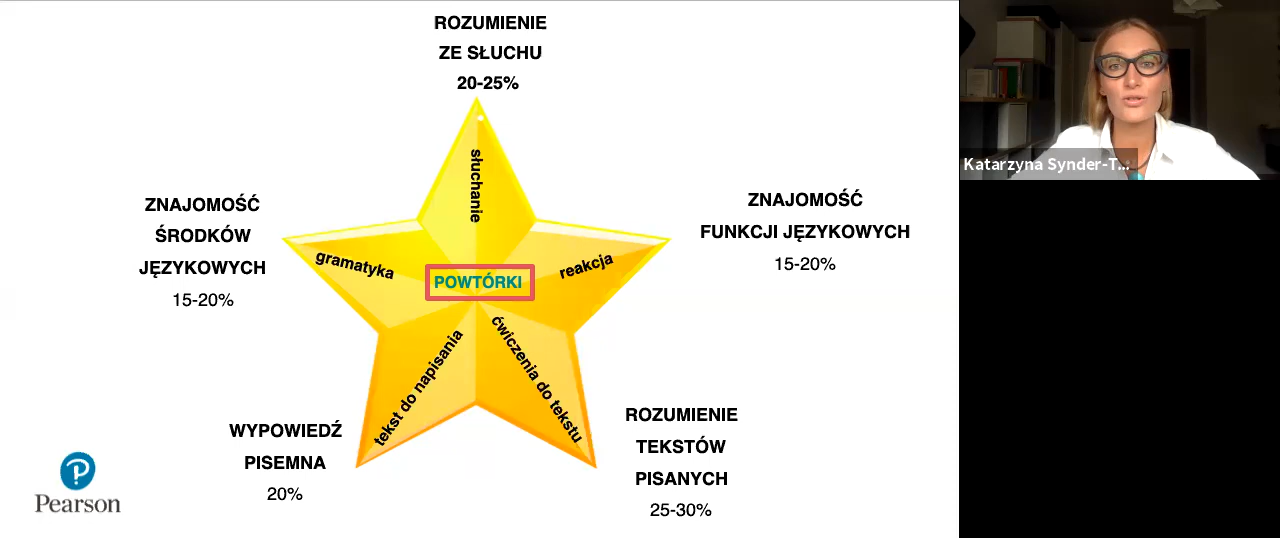 ROZUMIENIE
ZE SŁUCHU
20-25%
słuchanie
ZNAJOMOŚĆ
ŚRODKÓW
JĘZYKOWYCH
15-20%
gramatyka
POWTÓRKI
reakcja
ZNAJOMOŚĆ
FUNKCJI JĘZYKOWYCH
15-20%
tekst do napisania
ćwiczenia do tekstu
WYPOWIEDŹ
PISEMNA
20%
ROZUMIENIE
TEKSTÓW
PISANYCH
25-30%
P
Pearson
Katarzyna Synder-T...